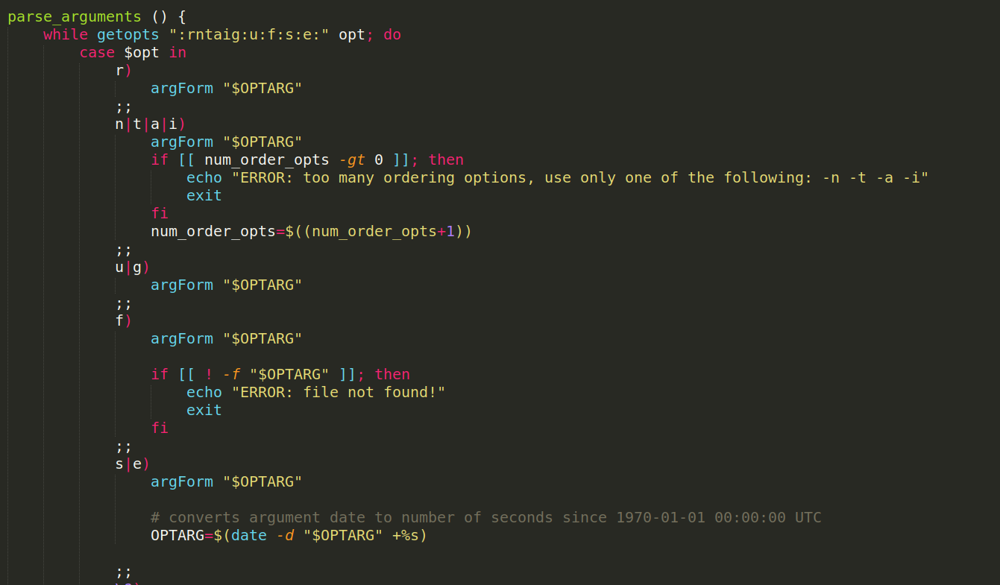 parse_arguments () {
    while getopts ":rntaig:u:f:s:e:" opt; do
        case $opt in
            r)
                argForm "$OPTARG"
            ;;
            n|t|a|i)
                argForm "$OPTARG"
                if [[ num_order_opts -gt 0 ]]; then
                    echo "ERROR: too many ordering options, use only one of the following: -n -t -a -i"
                    exit
                fi
                num_order_opts=$((num_order_opts+1))
            ;;
            u|g)
                argForm "$OPTARG"
            ;;
            f)
                argForm "$OPTARG"

                if [[ ! -f "$OPTARG" ]]; then
                    echo "ERROR: file not found!"
                    exit
                fi
            ;;
            s|e)
                argForm "$OPTARG"

                # converts argument date to number of seconds since 1970-01-01 00:00:00 UTC
                OPTARG=$(date -d "$OPTARG" +%s)

            ;;